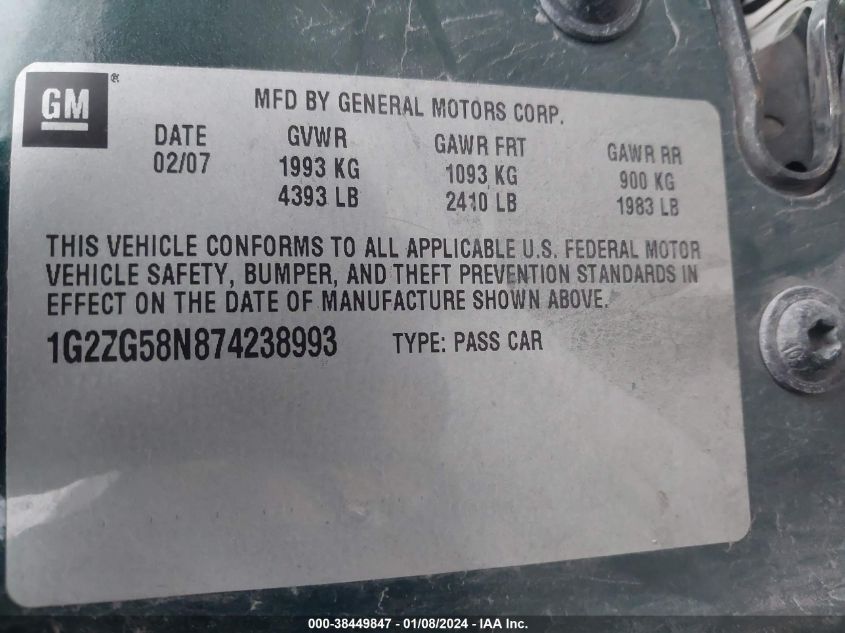 GM®
MFD BY GENERAL MOTORS CORP.
DATE GVWR GAWR FRT GAWR RR
02/07 1993 KG 1093 KG 900 KG
4393 LB 2410 LB 1983 LB
THIS VEHICLE CONFORMS TO ALL APPLICABLE U.S. FEDERAL MOTOR
VEHICLE SAFETY, BUMPER, AND THEFT PREVENTION STANDARDS IN
EFFECT ON THE DATE OF MANUFACTURE SHOWN ABOVE.
1G2ZG58N874238993 TYPE: PASS CAR
000-38449847 - 01/08/2024 - IAA Inc.